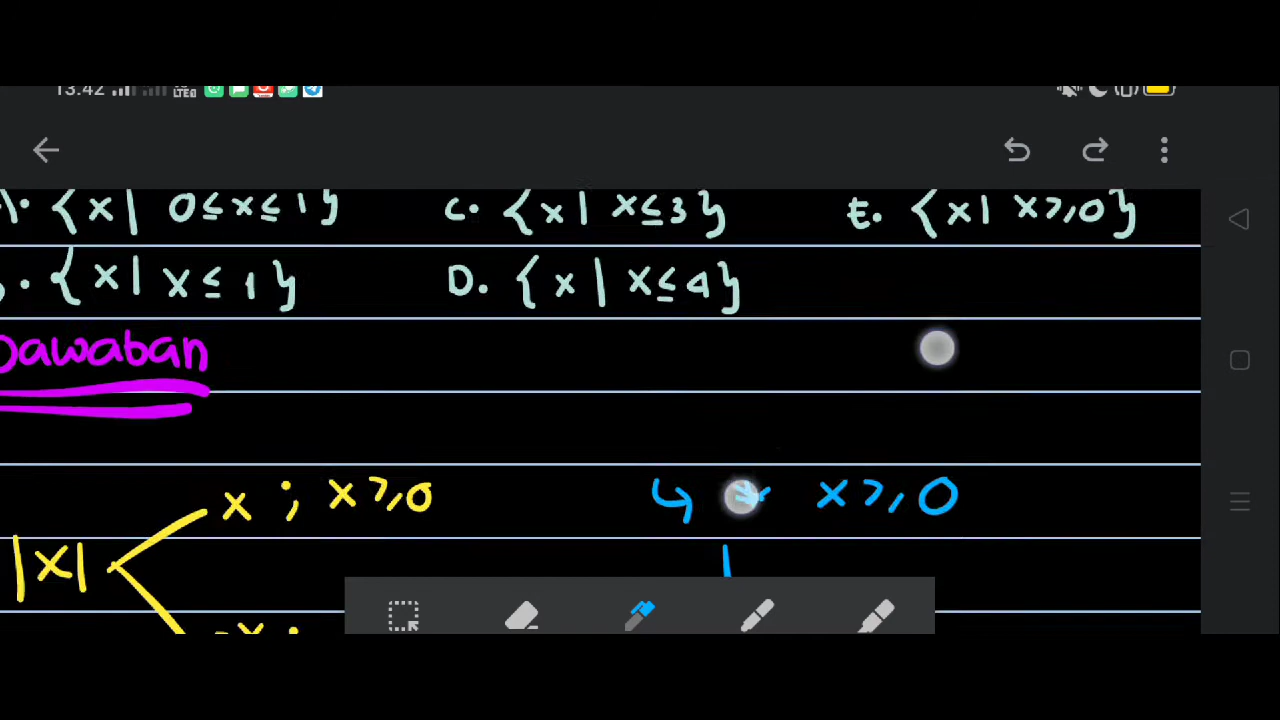 13.42
A. {x| 0≤x≤1} C. {x| x≤3} E. {x| x≥0}
B. {x| x≤1} D. {x| x≤4}
Jawaban
x ; x≥0 ↳ x≥0
|x|
-x ;